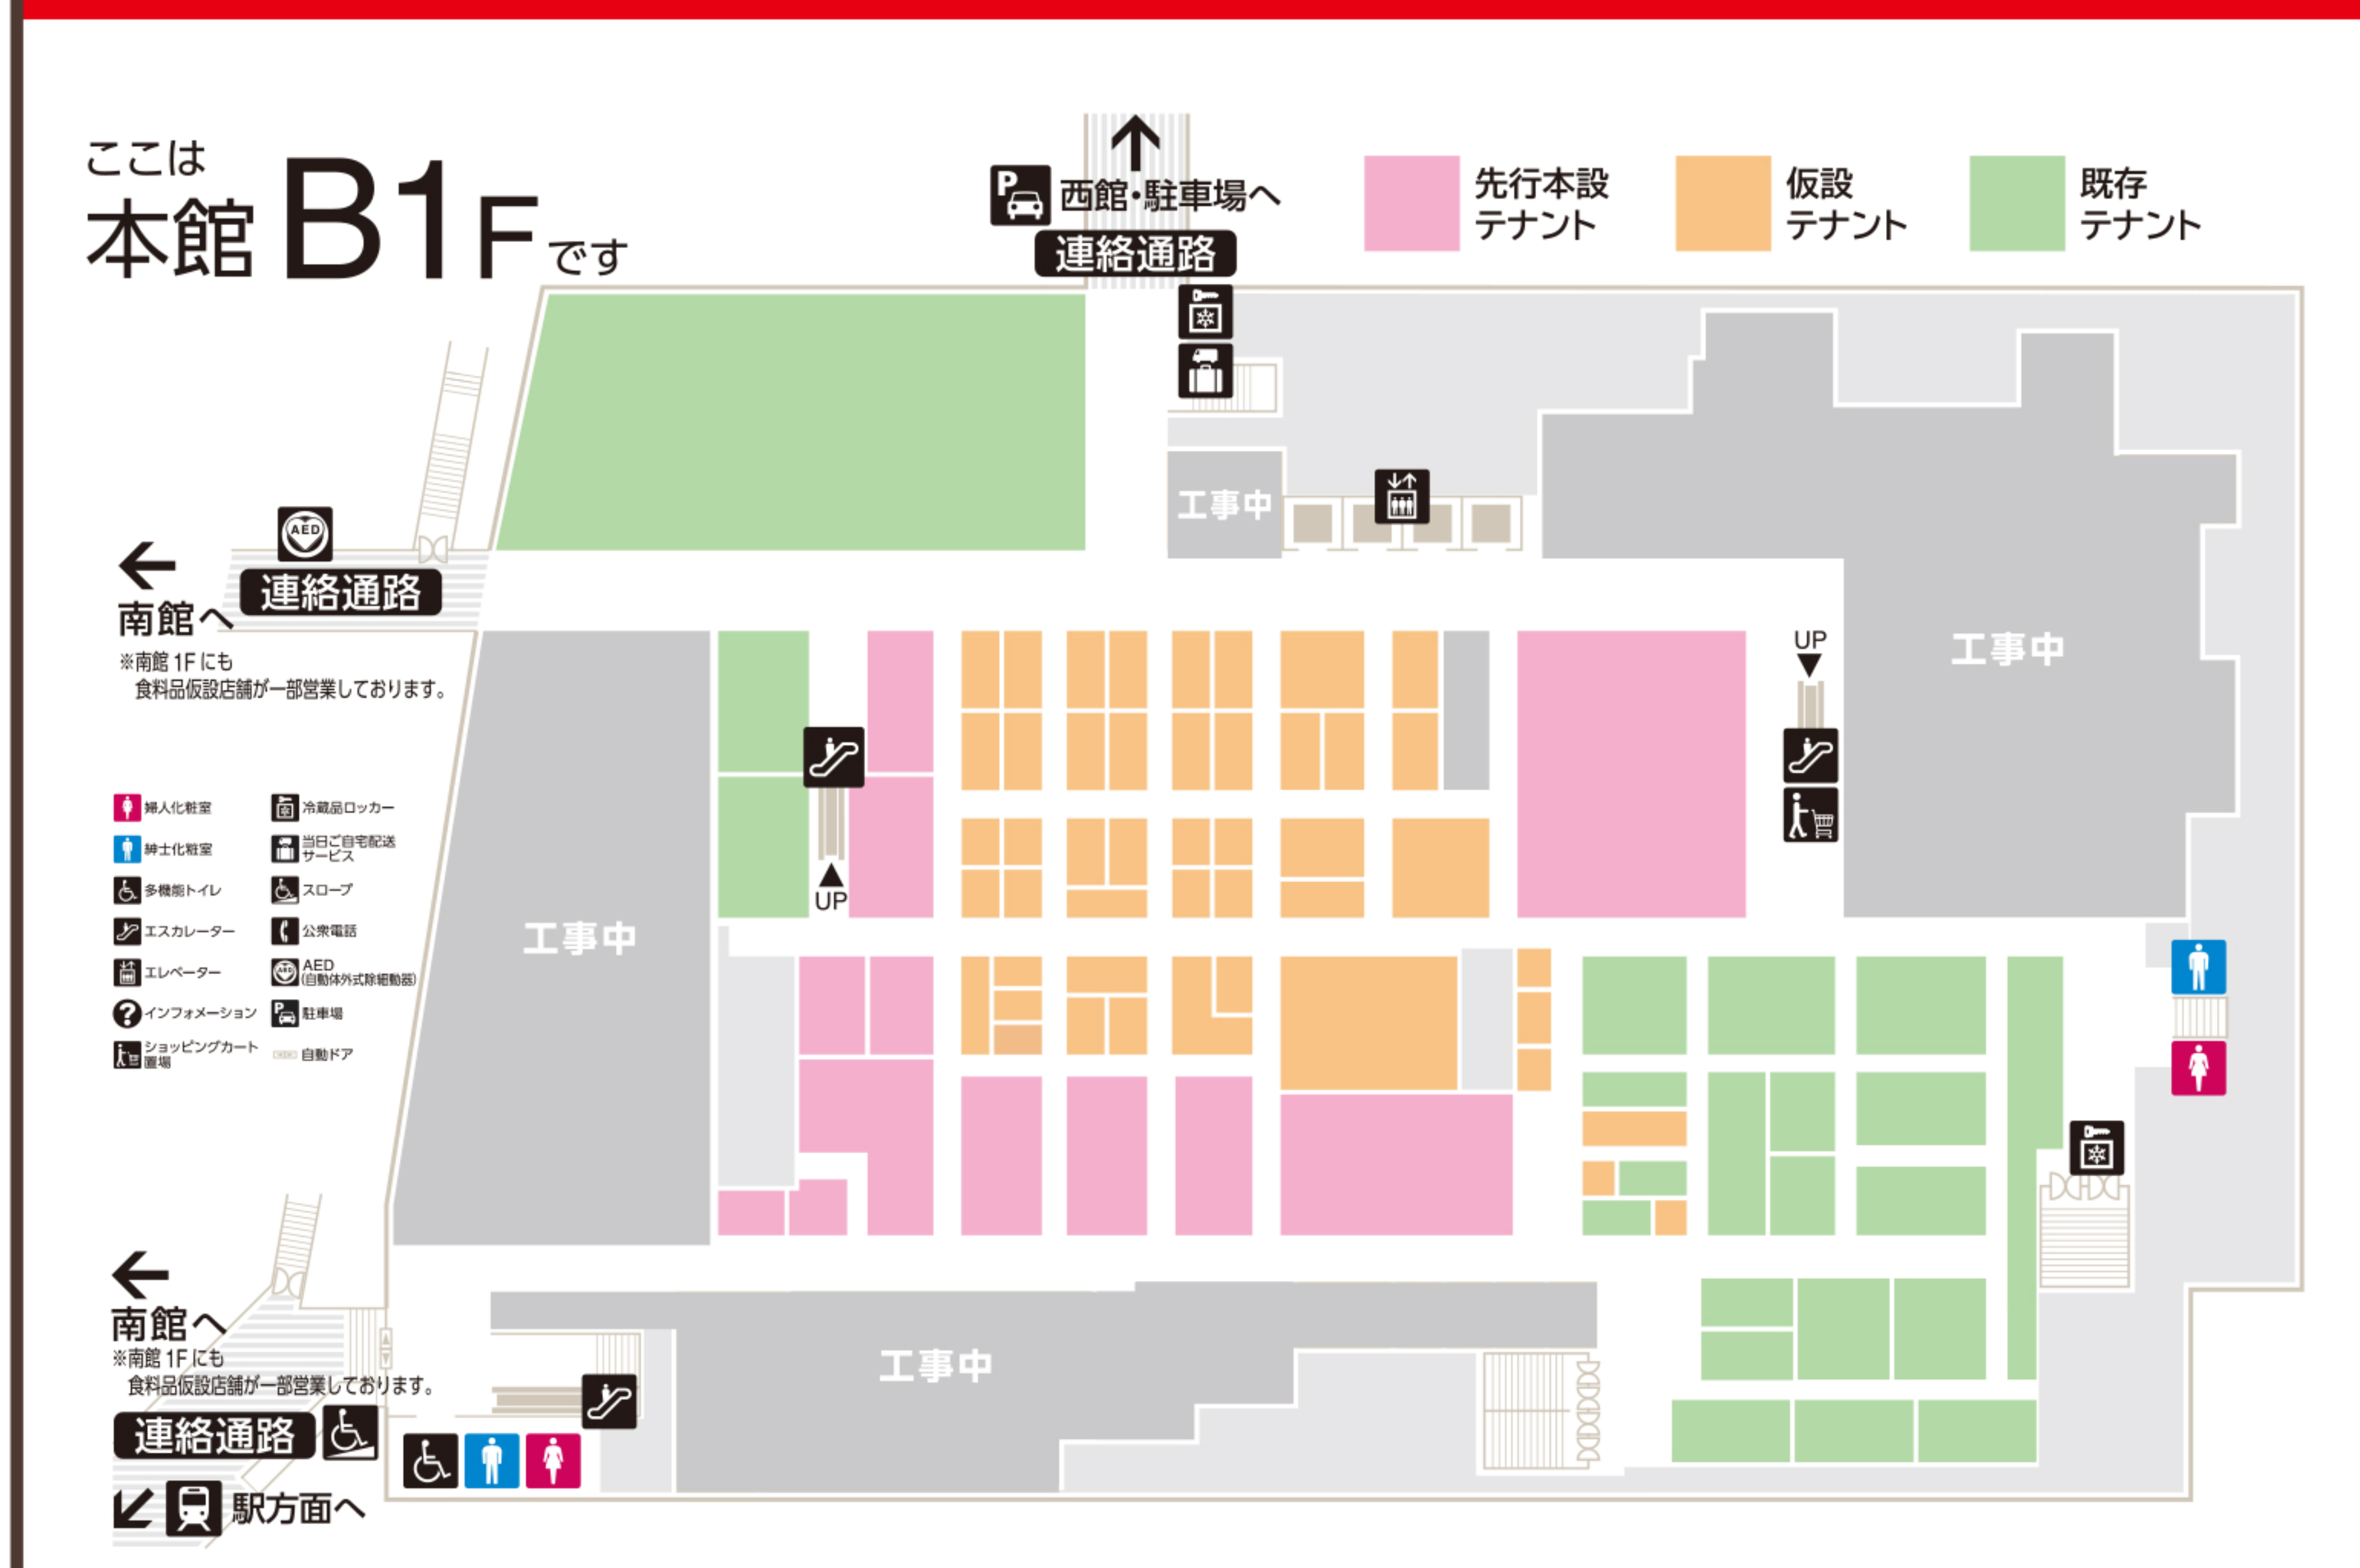 ここは
本館 B1Fです
P 西館・駐車場へ
連絡通路
先行本設
テナント
仮設
テナント
既存
テナント
AED
連絡通路
南館へ
※南館1Fにも
食料品仮設店舗が一部営業しております。
工事中
工事中
UP
UP
工事中
婦人化粧室
紳士化粧室
多機能トイレ
エスカレーター
エレベーター
? インフォメーション
ショッピングカート
置場
冷蔵品ロッカー
当日ご自宅配送
サービス
スロープ
公衆電話
AED AED
(自動体外式除細動器)
P 駐車場
自動ドア
南館へ
※南館1Fにも
食料品仮設店舗が一部営業しております。
連絡通路
駅方面へ
工事中